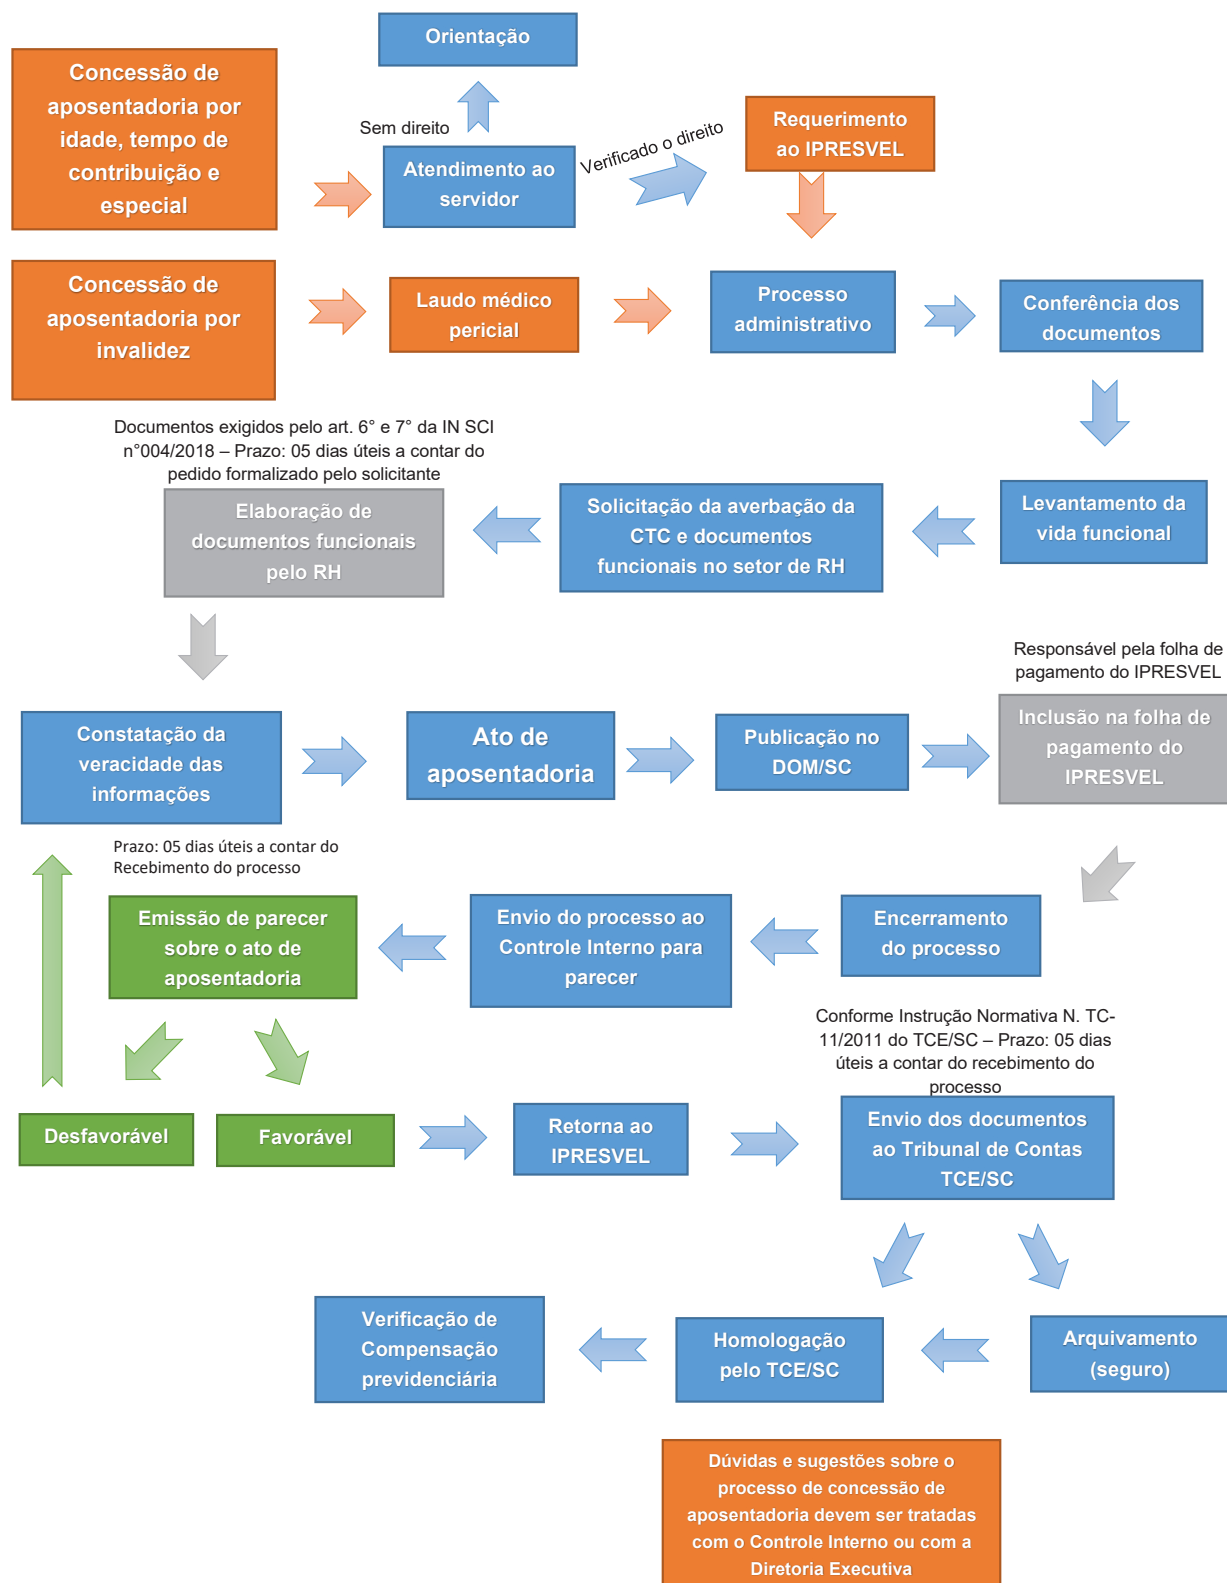 Orientação
Concessão de
aposentadoria por
idade, tempo de
contribuição e
especial
Sem direito
Atendimento ao
servidor
Verificado o direito
Requerimento
ao IPRESVEL
Concessão de
aposentadoria por
invalidez
Laudo médico
pericial
Processo
administrativo
Conferência dos
documentos
Documentos exigidos pelo art. 6° e 7° da IN SCI
n°004/2018 – Prazo: 05 dias úteis a contar do
pedido formalizado pelo solicitante
Elaboração de
documentos funcionais
pelo RH
Solicitação da averbação da
CTC e documentos
funcionais no setor de RH
Levantamento da
vida funcional
Responsável pela folha de
pagamento do IPRESVEL
Constatação da
veracidade das
informações
Ato de
aposentadoria
Publicação no
DOM/SC
Inclusão na folha de
pagamento do
IPRESVEL
Prazo: 05 dias úteis a contar do
Recebimento do processo
Emissão de parecer
sobre o ato de
aposentadoria
Envio do processo ao
Controle Interno para
parecer
Encerramento
do processo
Conforme Instrução Normativa N. TC-
11/2011 do TCE/SC – Prazo: 05 dias
úteis a contar do recebimento do
processo
Desfavorável
Favorável
Retorna ao
IPRESVEL
Envio dos documentos
ao Tribunal de Contas
TCE/SC
Verificação de
Compensação
previdenciária
Homologação
pelo TCE/SC
Arquivamento
(seguro)
Dúvidas e sugestões sobre o
processo de concessão de
aposentadoria devem ser tratadas
com o Controle Interno ou com a
Diretoria Executiva